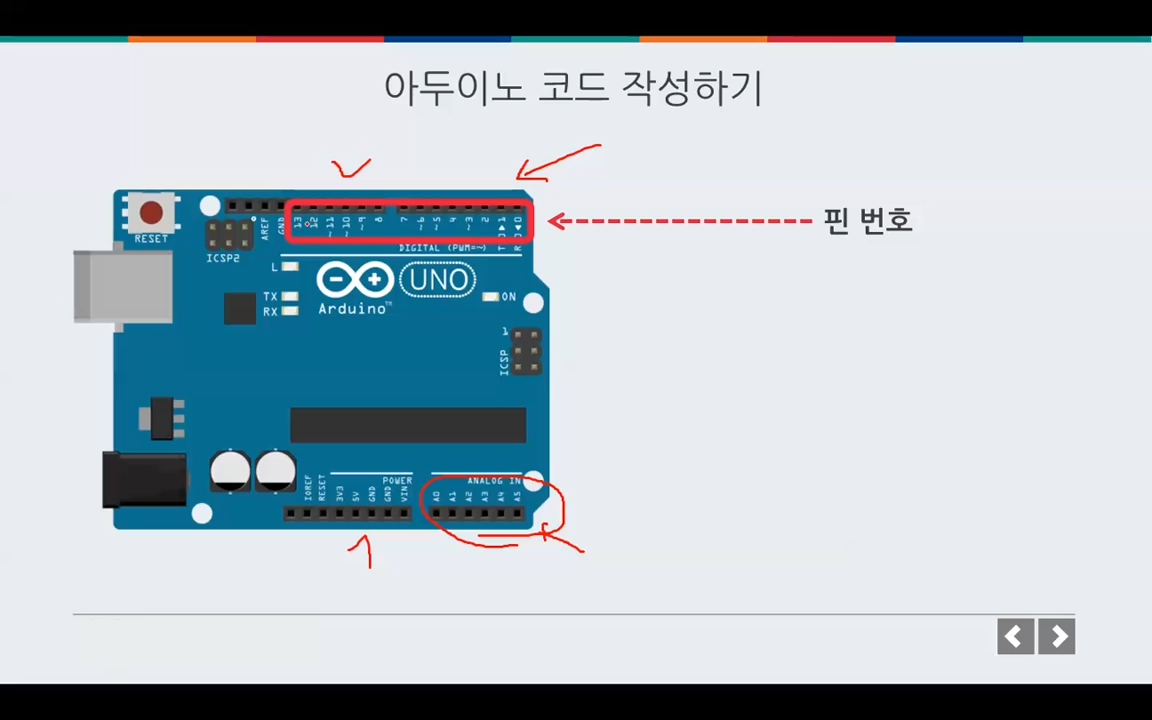 아두이노 코드 작성하기
핀 번호
RESET
ICSP2
AREF
GND
13
12
~11
~10
~9
8
7
~6
~5
4
~3
2
TX▶1
RX◀0
DIGITAL (PWM=~)
L
TX
RX
Arduino™
UNO
ON
1
ICSP
POWER
ANALOG IN
IOREF
RESET
3V3
5V
GND
GND
VIN
A0
A1
A2
A3
A4
A5